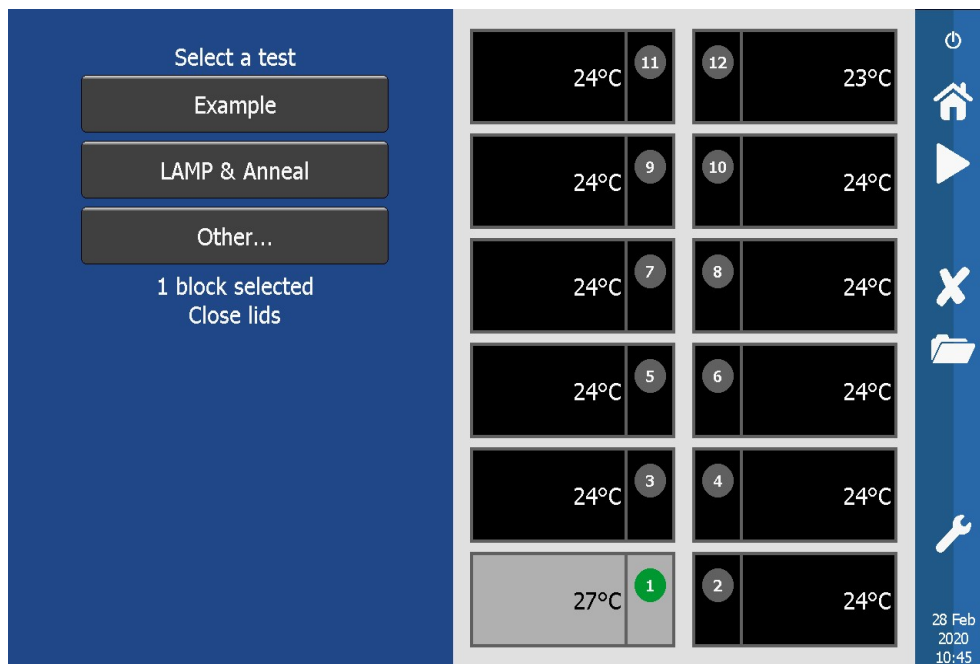 Select a test
Example
LAMP & Anneal
Other...
1 block selected
Close lids
24°C 11
12 23°C
24°C 9
10 24°C
24°C 7
8 24°C
24°C 5
6 24°C
24°C 3
4 24°C
27°C 1
2 24°C
28 Feb
2020
10:45